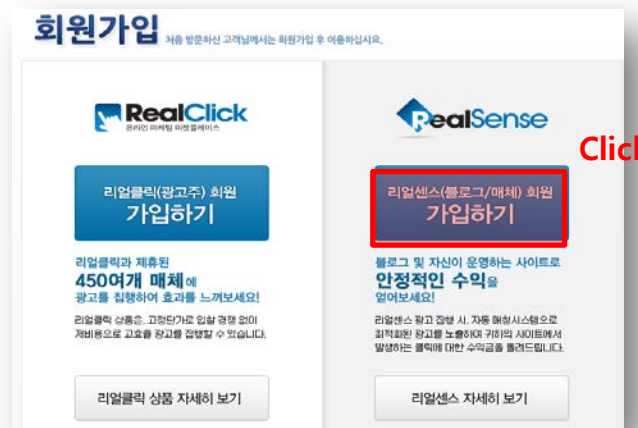 회원가입 처음 방문하신 고객님께서는 회원가입 후 이용하십시요.
RealClick
온라인 마케팅 마켓플레이스
리얼클릭(광고주) 회원
가입하기
리얼클릭과 제휴된
450여개 매체에
광고를 집행하여 효과를 느껴보세요!
리얼클릭 상품은, 고정단가로 입찰 경쟁 없이
저비용으로 고효율 광고를 집행할 수 있습니다.
리얼클릭 상품 자세히 보기
RealSense
Click
리얼센스(블로그/매체) 회원
가입하기
블로그 및 자신이 운영하는 사이트로
안정적인 수익을
얻어보세요!
리얼센스 광고 집행 시, 자동 매칭시스템으로
최적화된 광고를 노출하여 귀하의 사이트에서
발생하는 클릭에 대한 수익금을 돌려드립니다.
리얼센스 자세히 보기